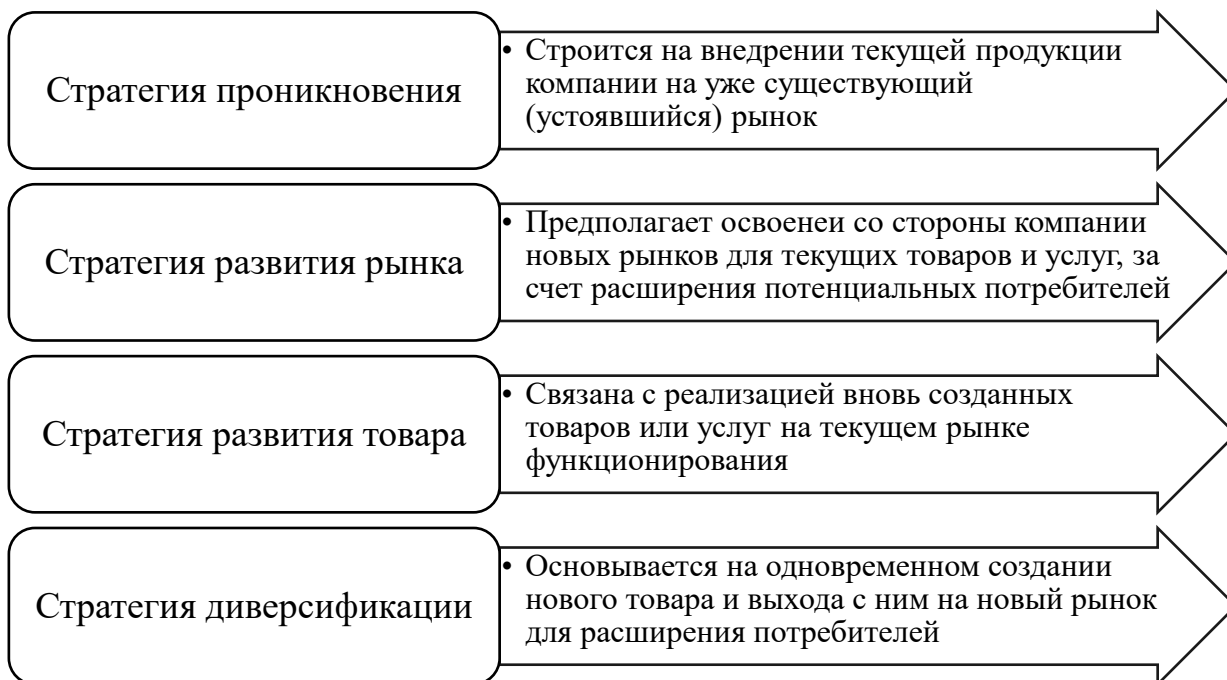 Стратегия проникновения
• Строится на внедрении текущей продукции
компании на уже существующий
(устоявшийся) рынок
Стратегия развития рынка
• Предполагает освоенеи со стороны компании
новых рынков для текущих товаров и услуг, за
счет расширения потенциальных потребителей
Стратегия развития товара
• Связана с реализацией вновь созданных
товаров или услуг на текущем рынке
функционирования
Стратегия диверсификации
• Основывается на одновременном создании
нового товара и выхода с ним на новый рынок
для расширения потребителей